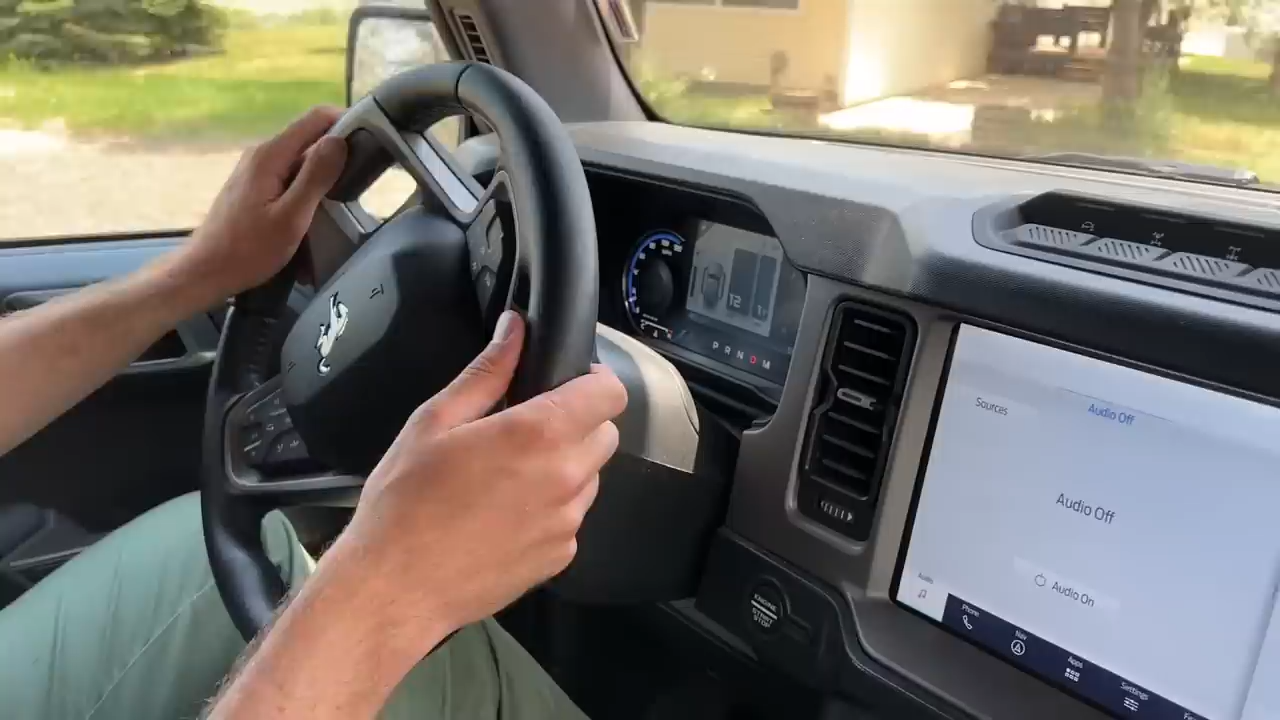 P R N D M
Sources
Audio Off
Audio Off
Audio On
Audio
Phone
Nav
Apps
Settings
ENGINE
START
STOP
12